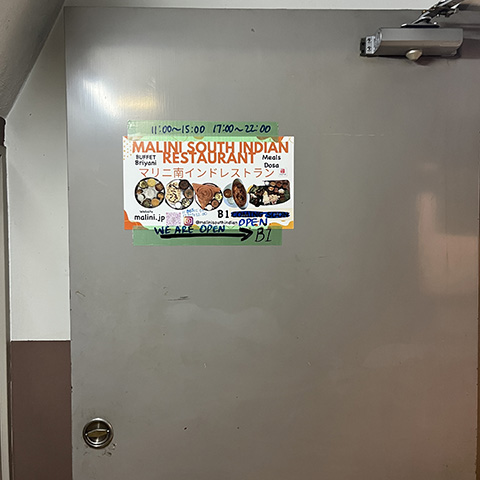 11:00~15:00 17:00~22:00
MALINI SOUTH INDIAN
RESTAURANT
BUFFET
Briyani
Meals
Dosa
マリニ南インドレストラン
malini.jp
B1
@malinisouthindian
OPEN
WE ARE OPEN
B1